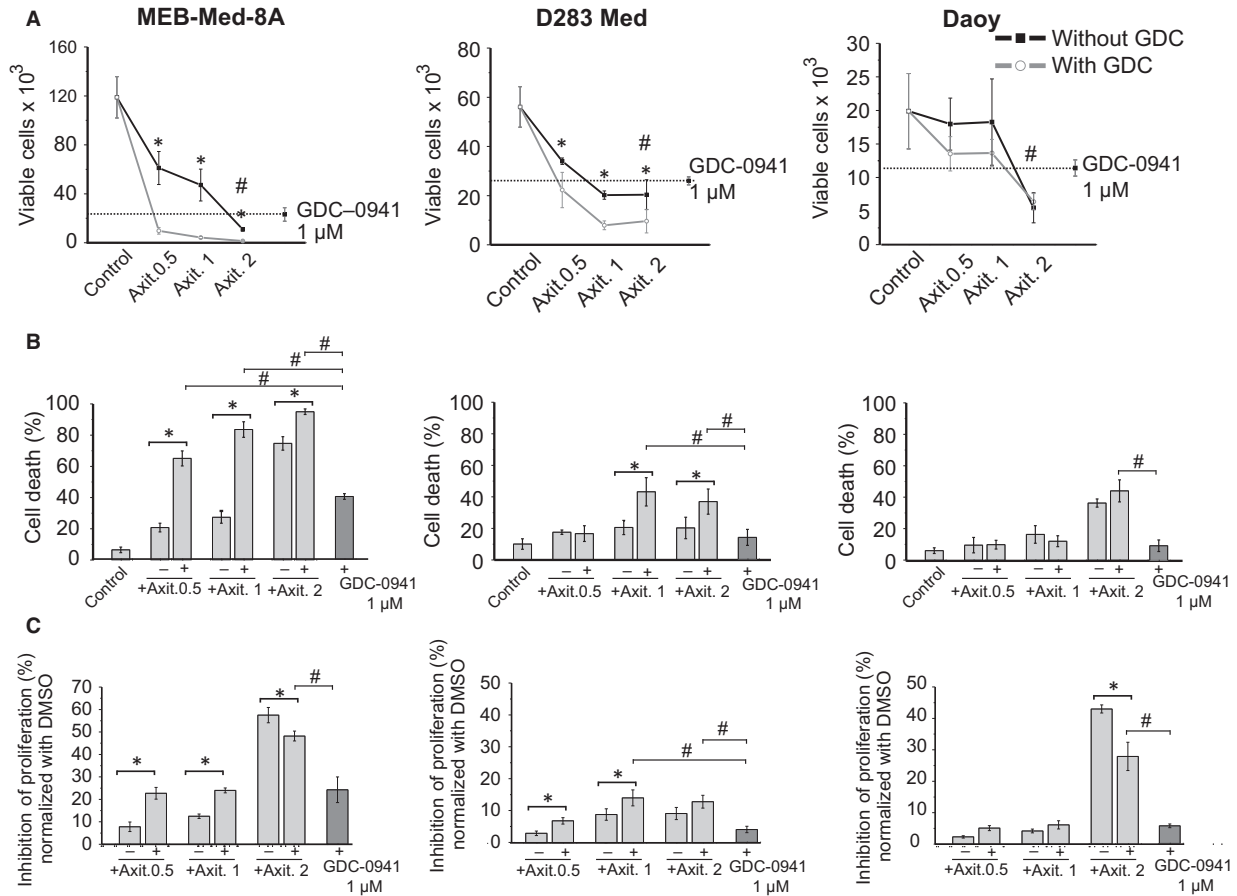 A
MEB-Med-8A
D283 Med
Daoy
Without GDC
With GDC
Viable cells x 10³
160
120
80
40
0
*
*
#
*
GDC–0941
1 µM
Control
Axit.0.5
Axit. 1
Axit. 2
Viable cells x 10³
80
60
40
20
0
*
*
#
*
GDC-0941
1 µM
Control
Axit.0.5
Axit. 1
Axit. 2
Viable cells x 10³
30
25
20
15
10
5
0
#
GDC-0941
1 µM
Control
Axit.0.5
Axit. 1
Axit. 2
B
Cell death (%)
100
80
60
40
20
0
#
#
#
*
*
*
Control
– + – + – + +
+Axit.0.5
+Axit. 1
+Axit. 2
GDC-0941
1 µM
Cell death (%)
100
80
60
40
20
0
#
#
*
*
Control
– + – + – + +
+Axit.0.5
+Axit. 1
+Axit. 2
GDC-0941
1 µM
Cell death (%)
100
80
60
40
20
0
#
Control
– + – + – + +
+Axit.0.5
+Axit. 1
+Axit. 2
GDC-0941
1 µM
C
Inhibition of proliferation (%)
normalized with DMSO
70
60
50
40
30
20
10
0
*
*
*
#
– + – + – + +
+Axit.0.5
+Axit. 1
+Axit. 2
GDC-0941
1 µM
Inhibition of proliferation (%)
normalized with DMSO
50
40
30
20
10
0
*
*
#
#
– + – + – + +
+Axit.0.5
+Axit. 1
+Axit. 2
GDC-0941
1 µM
Inhibition of proliferation (%)
normalized with DMSO
50
40
30
20
10
0
*
#
– + – + – + +
+Axit.0.5
+Axit. 1
+Axit. 2
GDC-0941
1 µM